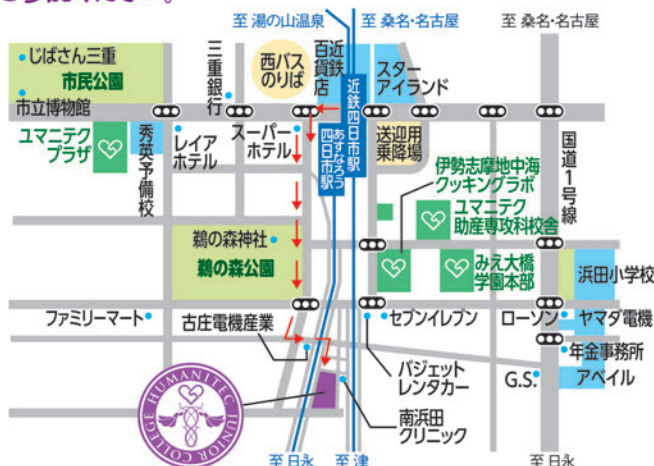 至 湯の山温泉
至 桑名・名古屋
至 桑名・名古屋
じばさん三重
市民公園
市立博物館
三重銀行
西バス
のりば
近鉄
百貨店
スター
アイランド
近鉄四日市駅
あすなろう
四日市駅
ユマニテク
プラザ
秀英予備校
レイア
ホテル
スーパー
ホテル
送迎用
乗降場
国道1号線
伊勢志摩地中海
クッキングラボ
ユマニテク
助産専攻科校舎
鵜の森神社
鵜の森公園
みえ大橋
学園本部
浜田小学校
ファミリーマート
古庄電機産業
セブンイレブン
ローソン
ヤマダ電機
年金事務所
バジェット
レンタカー
G.S.
アベイル
南浜田
クリニック
HUMANITEC JUNIOR COLLEGE
至 日永
至 津
至 日永